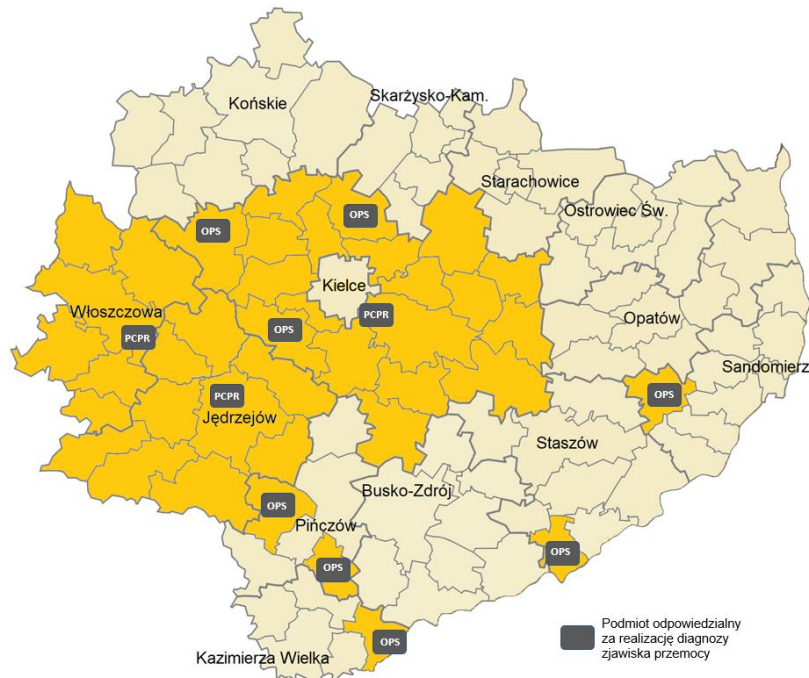 Końskie
Skarżysko-Kam.
Starachowice
Ostrowiec Św.
OPS
OPS
Kielce
Włoszczowa
PCPR
OPS
PCPR
Opatów
Sandomierz
PCPR
Jędrzejów
OPS
Staszów
Busko-Zdrój
OPS
Pińczów
OPS
OPS
OPS
Kazimierza Wielka
Podmiot odpowiedzialny
za realizację diagnozy
zjawiska przemocy